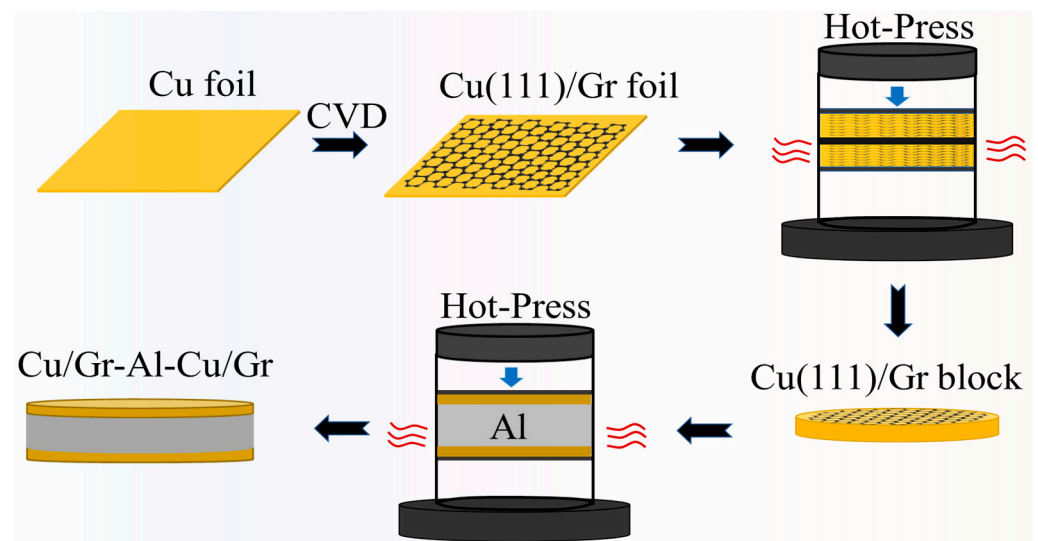 Hot-Press
Cu foil
CVD
Cu(111)/Gr foil
Hot-Press
Cu/Gr-Al-Cu/Gr
Al
Cu(111)/Gr block